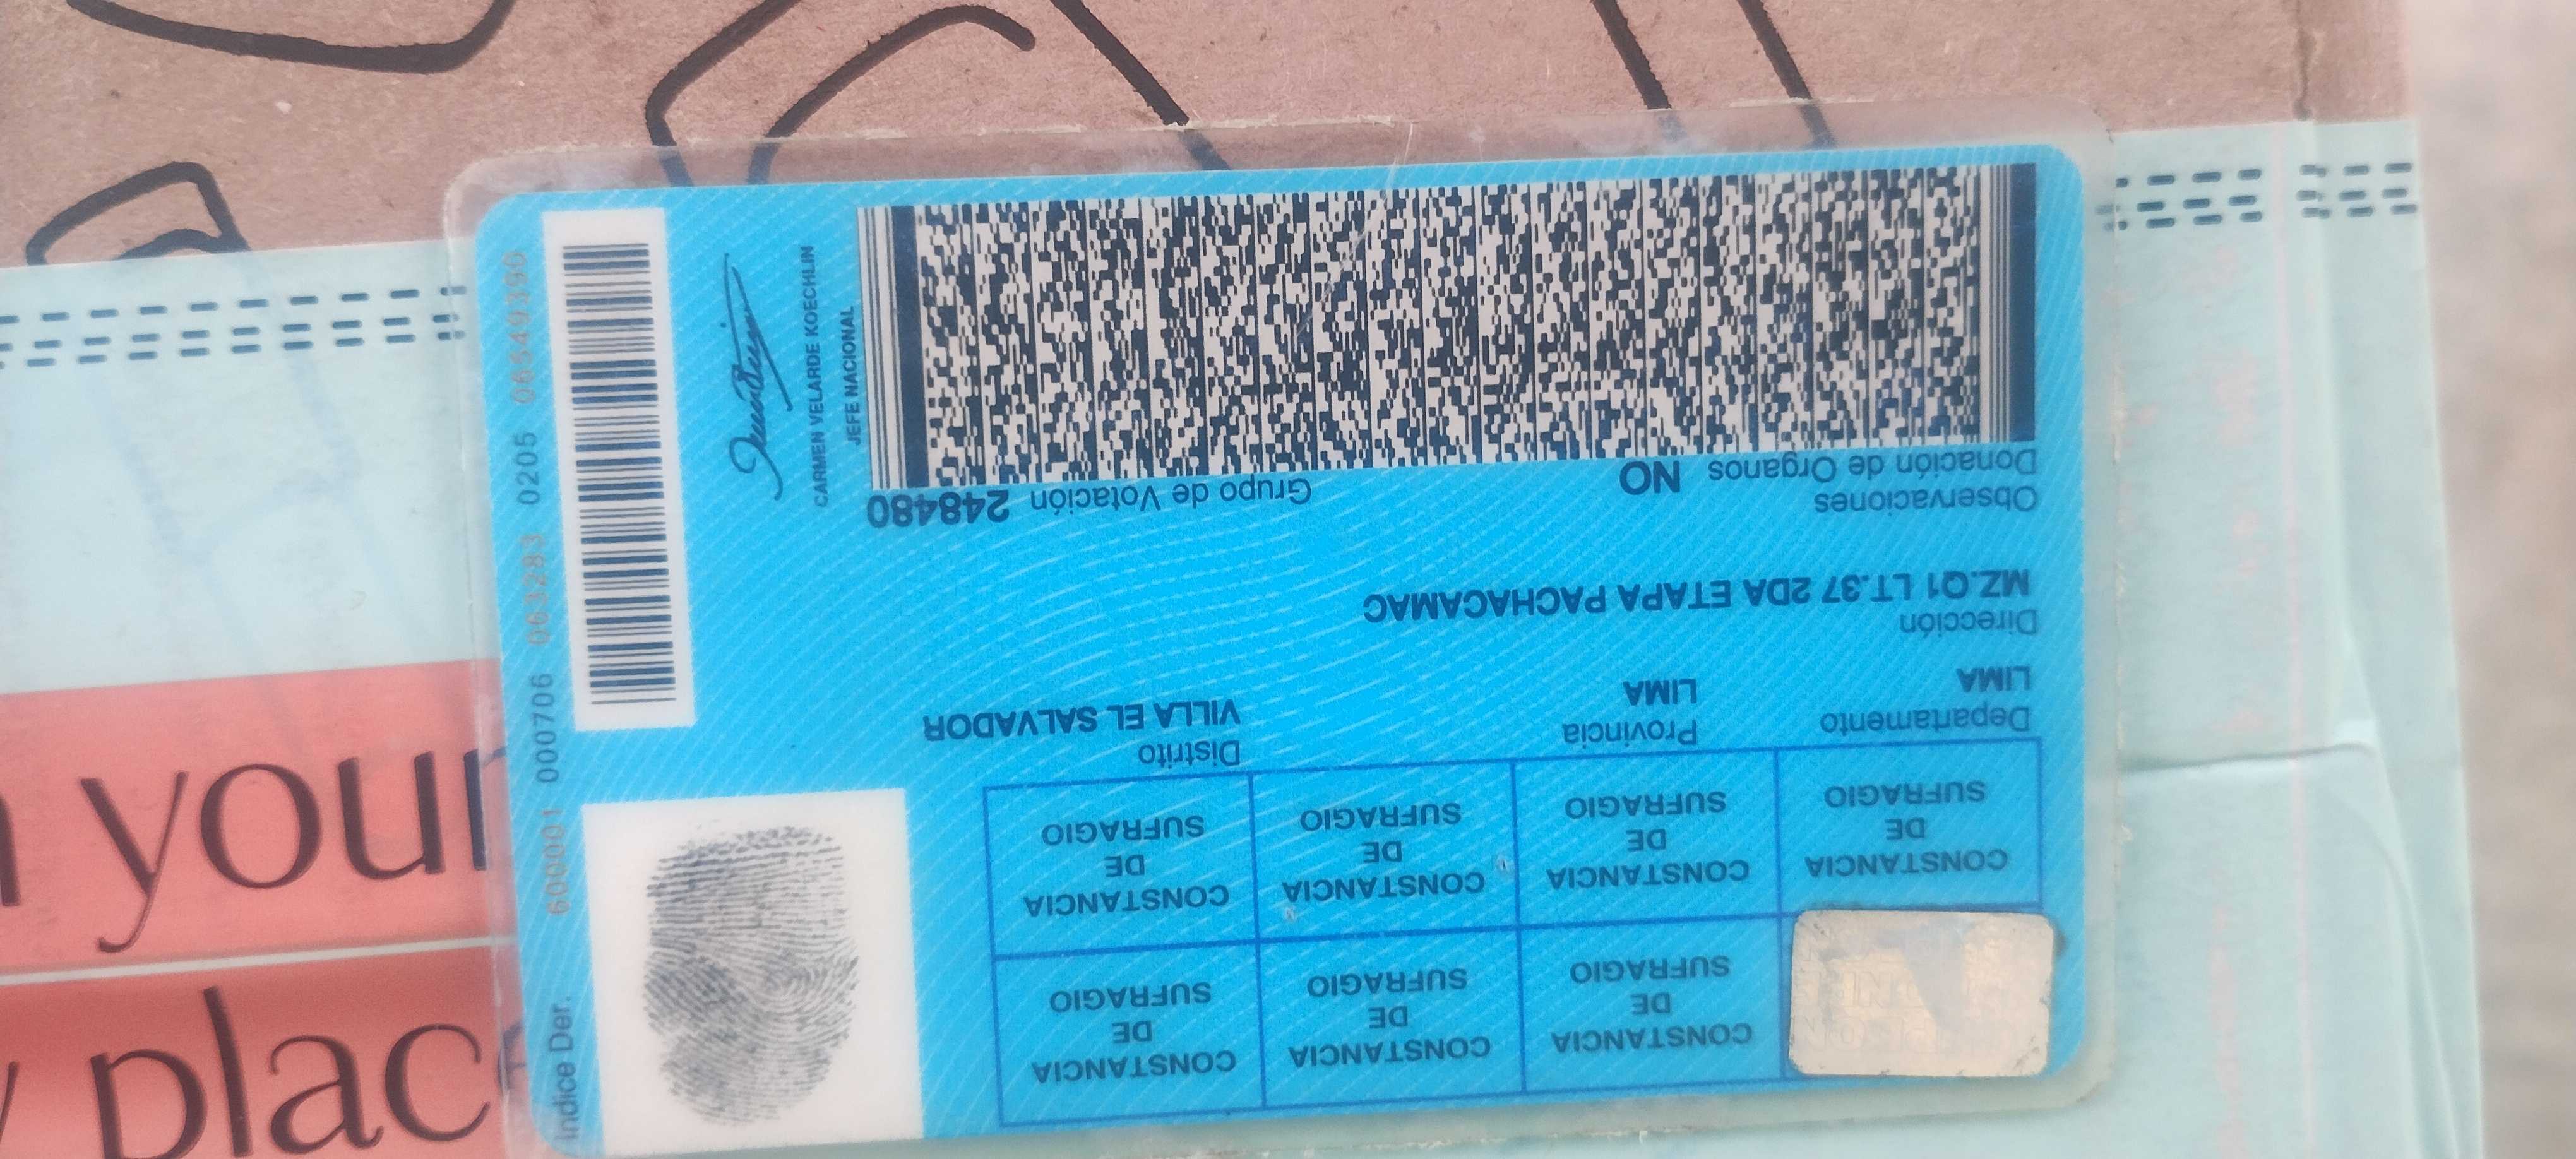 CONSTANCIA DE SUFRAGIO
CONSTANCIA DE SUFRAGIO
CONSTANCIA DE SUFRAGIO
CONSTANCIA DE SUFRAGIO
CONSTANCIA DE SUFRAGIO
CONSTANCIA DE SUFRAGIO
CONSTANCIA DE SUFRAGIO
Departamento
LIMA
Provincia
LIMA
Distrito
VILLA EL SALVADOR
Dirección
MZ.Q1 LT.37 2DA ETAPA PACHACAMAC
Observaciones
Donación de Organos NO
Grupo de Votación 248480
CARMEN VELARDE KOECHLIN
JEFE NACIONAL
Indice Der.
600001 000706 063283 0205 06549390
your
plac